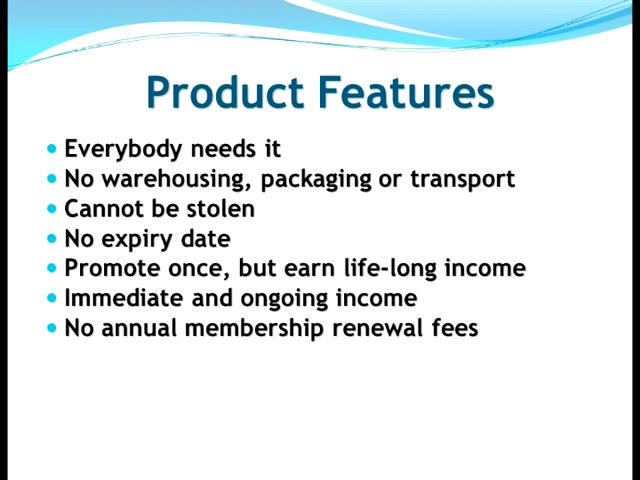 Product Features
Everybody needs it
No warehousing, packaging or transport
Cannot be stolen
No expiry date
Promote once, but earn life-long income
Immediate and ongoing income
No annual membership renewal fees